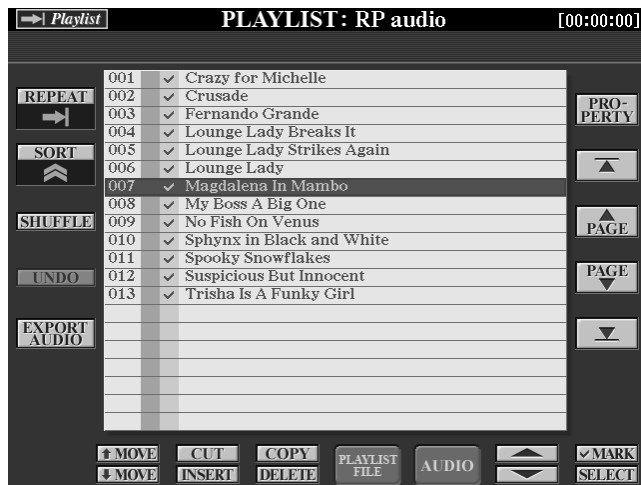 Playlist
PLAYLIST: RP audio
[00:00:00]
REPEAT
SORT
SHUFFLE
UNDO
EXPORT
AUDIO
001 ✓ Crazy for Michelle
002 ✓ Crusade
003 ✓ Fernando Grande
004 ✓ Lounge Lady Breaks It
005 ✓ Lounge Lady Strikes Again
006 ✓ Lounge Lady
007 ✓ Magdalena In Mambo
008 ✓ My Boss A Big One
009 ✓ No Fish On Venus
010 ✓ Sphynx in Black and White
011 ✓ Spooky Snowflakes
012 ✓ Suspicious But Innocent
013 ✓ Trisha Is A Funky Girl
PRO-
PERTY
PAGE
PAGE
MOVE
CUT
COPY
PLAYLIST
FILE
AUDIO
✓MARK
MOVE
INSERT
DELETE
SELECT